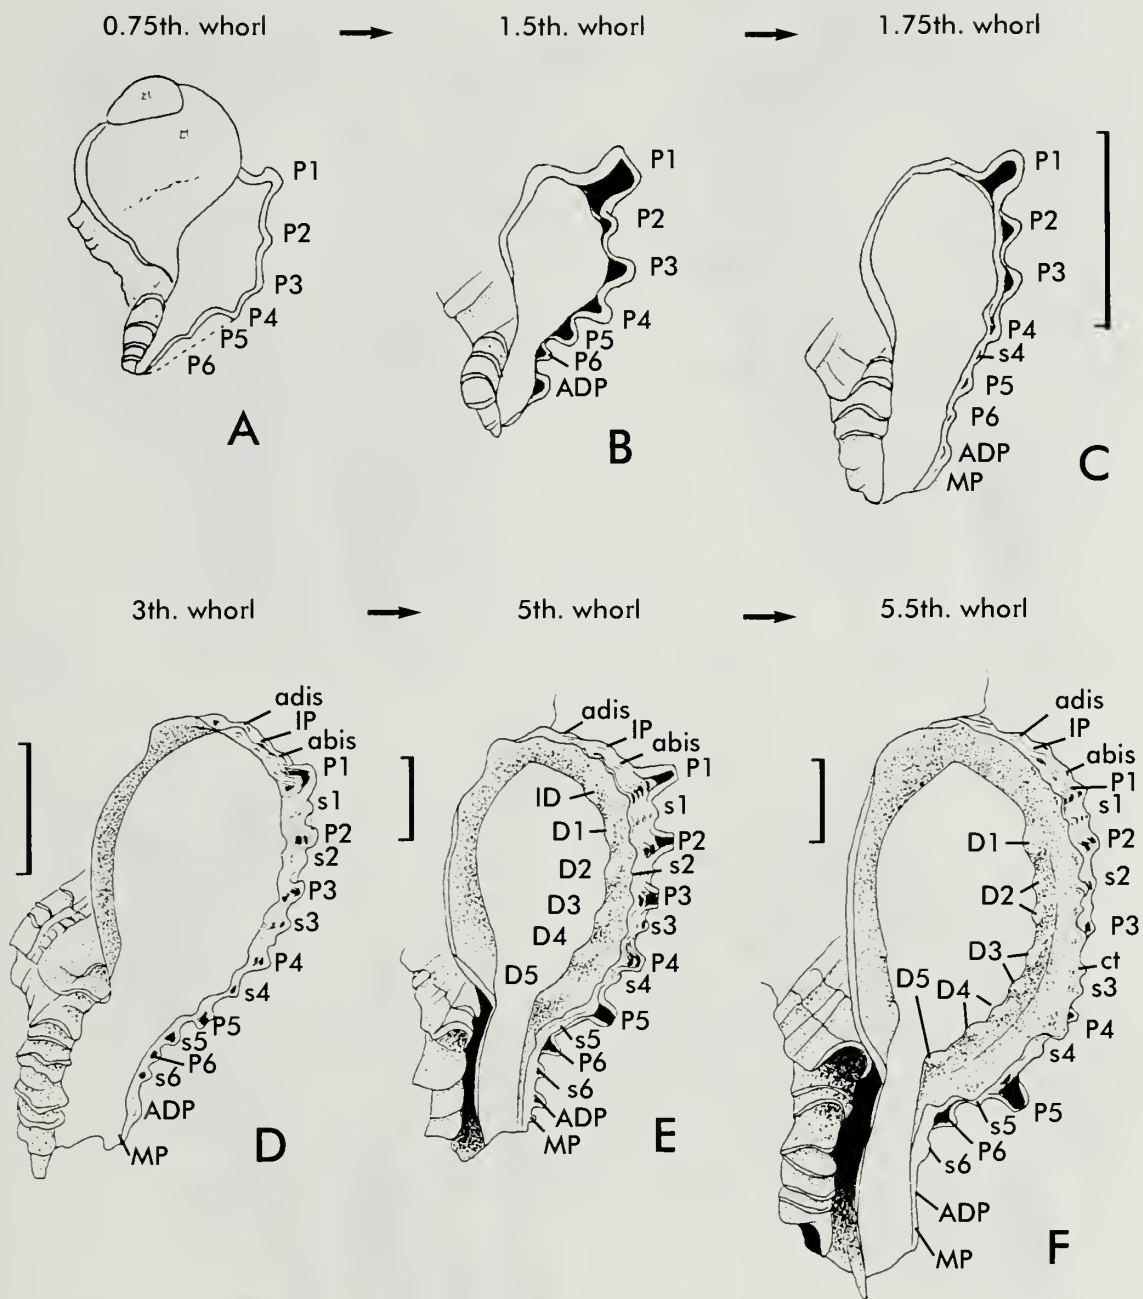 0.75th. whorl
1.5th. whorl
1.75th. whorl
P1
P2
P3
P4
P5
P6
A
P1
P2
P3
P4
P5
P6
ADP
B
P1
P2
P3
P4
s4
P5
P6
ADP
MP
C
3th. whorl
5th. whorl
5.5th. whorl
adis
IP
abis
P1
s1
P2
s2
P3
s3
P4
s4
P5
s5
P6
s6
ADP
MP
D
adis
IP
abis
P1
ID
s1
D1
P2
D2
s2
D3
P3
s3
D4
P4
D5
P5
s5
P6
s6
ADP
MP
E
adis
IP
abis
P1
s1
D1
P2
D2
s2
P3
D3
ct
D5
D4
s3
P4
s4
P5
s5
P6
s6
ADP
MP
F